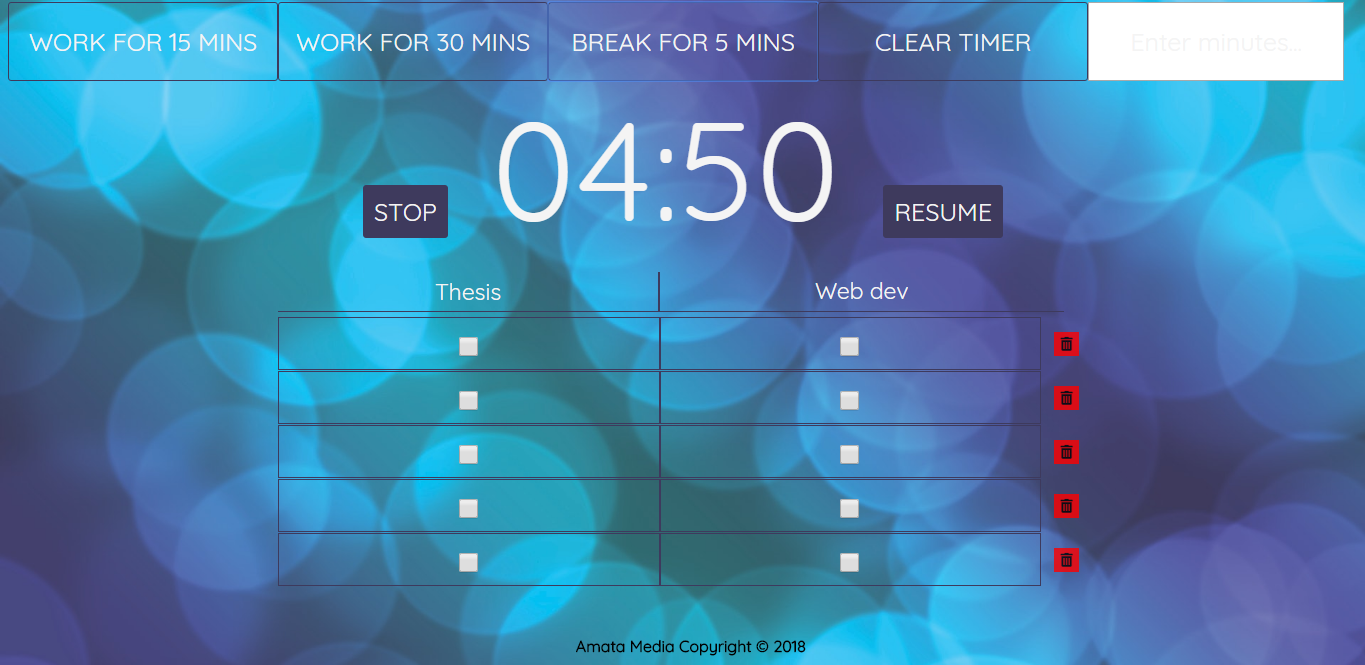 WORK FOR 15 MINS
WORK FOR 30 MINS
BREAK FOR 5 MINS
CLEAR TIMER
Enter minutes...
04:50
STOP
RESUME
Thesis
Web dev
Amata Media Copyright © 2018